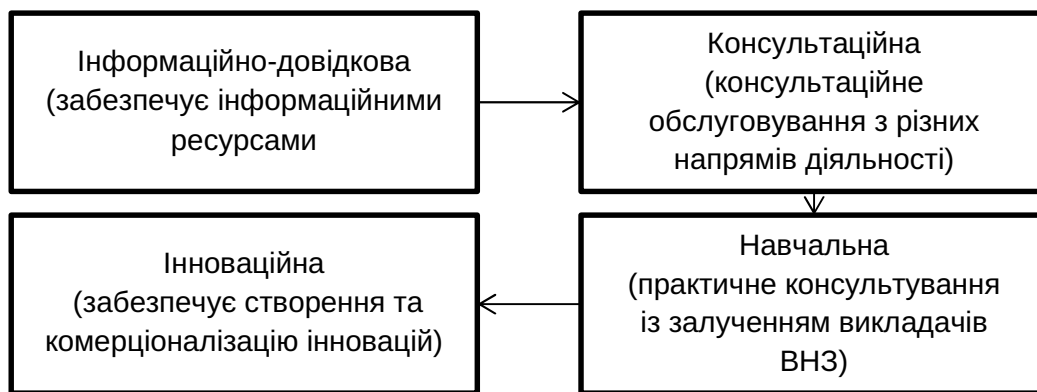 Інформаційно-довідкова
(забезпечує інформаційними
ресурсами
Консультаційна
(консультаційне
обслуговування з різних
напрямів діяльності)
Навчальна
(практичне консультування
із залученням викладачів
ВНЗ)
Інноваційна
(забезпечує створення та
комерціоналізацію інновацій)